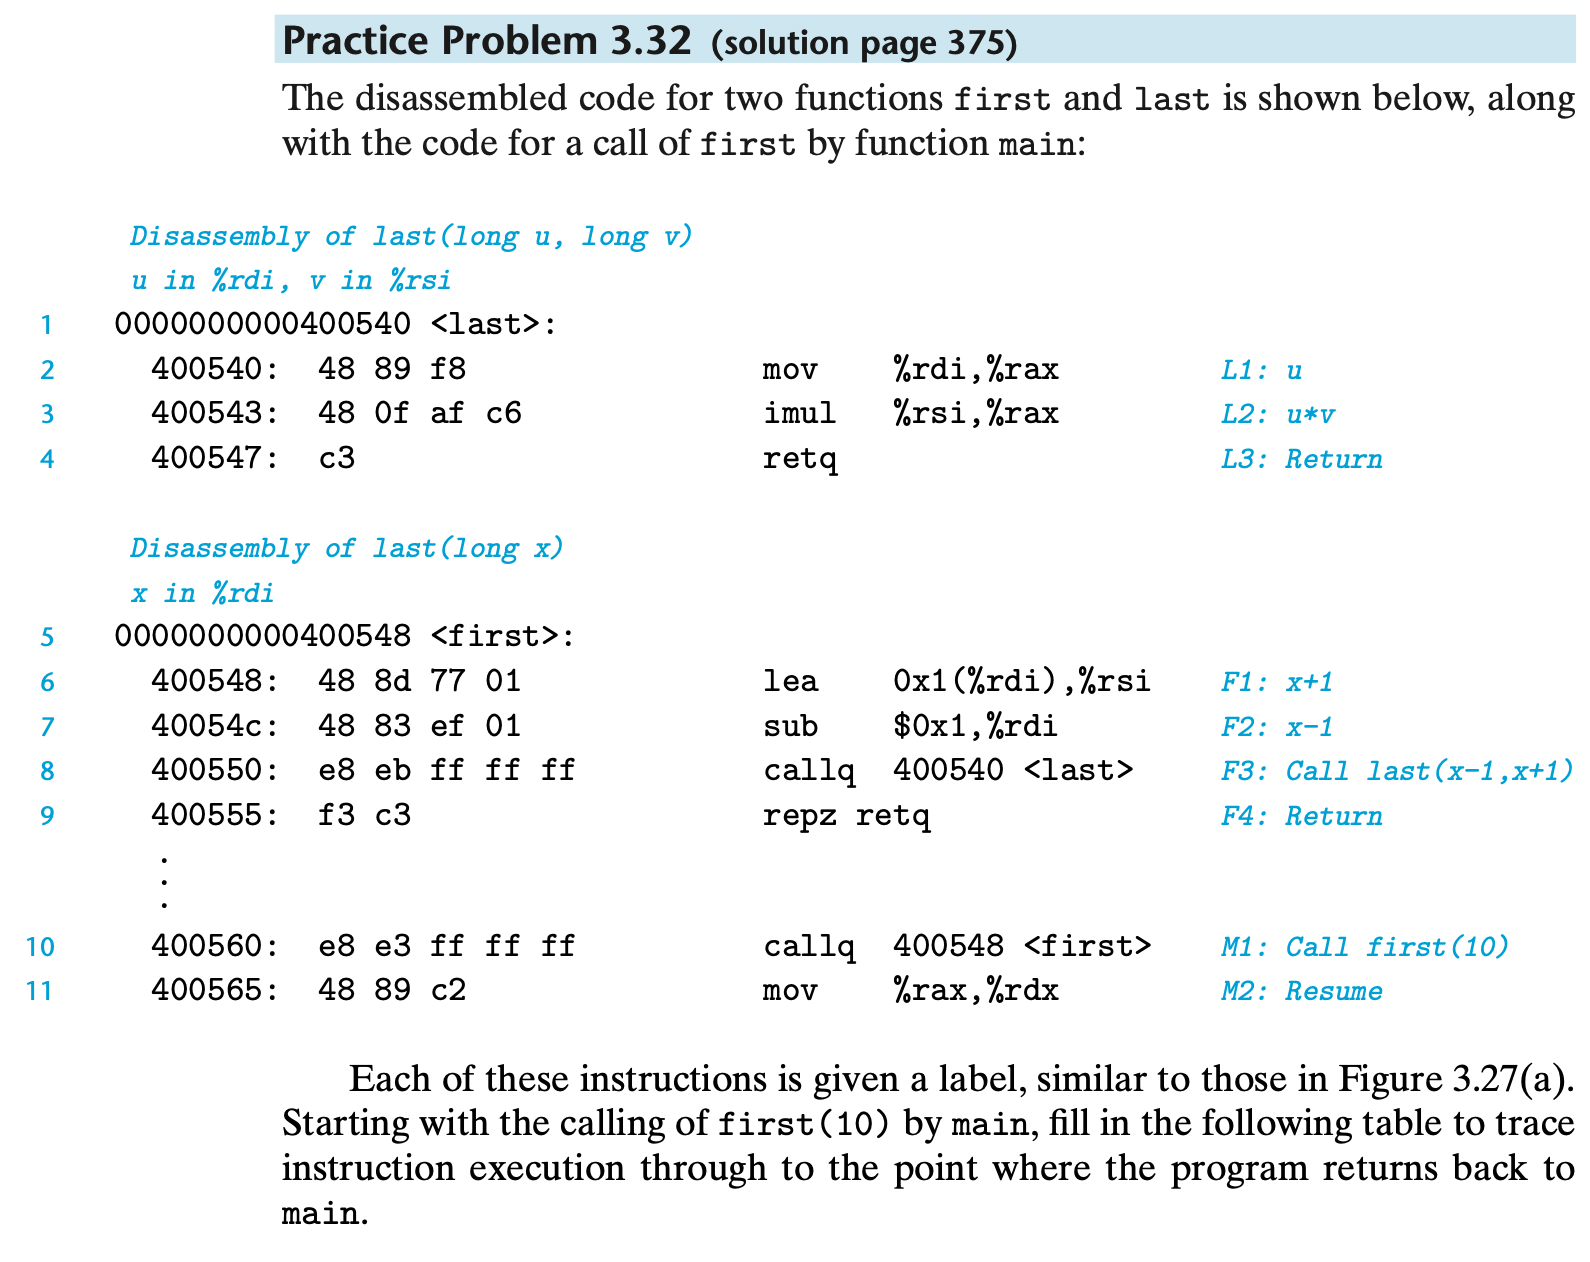 Practice Problem 3.32 (solution page 375)
The disassembled code for two functions first and last is shown below, along
with the code for a call of first by function main:
Disassembly of last(long u, long v)
u in %rdi, v in %rsi
1 0000000000400540 <last>:
2 400540: 48 89 f8 mov %rdi,%rax L1: u
3 400543: 48 0f af c6 imul %rsi,%rax L2: u*v
4 400547: c3 retq L3: Return
Disassembly of last(long x)
x in %rdi
5 0000000000400548 <first>:
6 400548: 48 8d 77 01 lea 0x1(%rdi),%rsi F1: x+1
7 40054c: 48 83 ef 01 sub $0x1,%rdi F2: x-1
8 400550: e8 eb ff ff ff callq 400540 <last> F3: Call last(x-1,x+1)
9 400555: f3 c3 repz retq F4: Return
.
.
.
10 400560: e8 e3 ff ff ff callq 400548 <first> M1: Call first(10)
11 400565: 48 89 c2 mov %rax,%rdx M2: Resume
Each of these instructions is given a label, similar to those in Figure 3.27(a).
Starting with the calling of first(10) by main, fill in the following table to trace
instruction execution through to the point where the program returns back to
main.